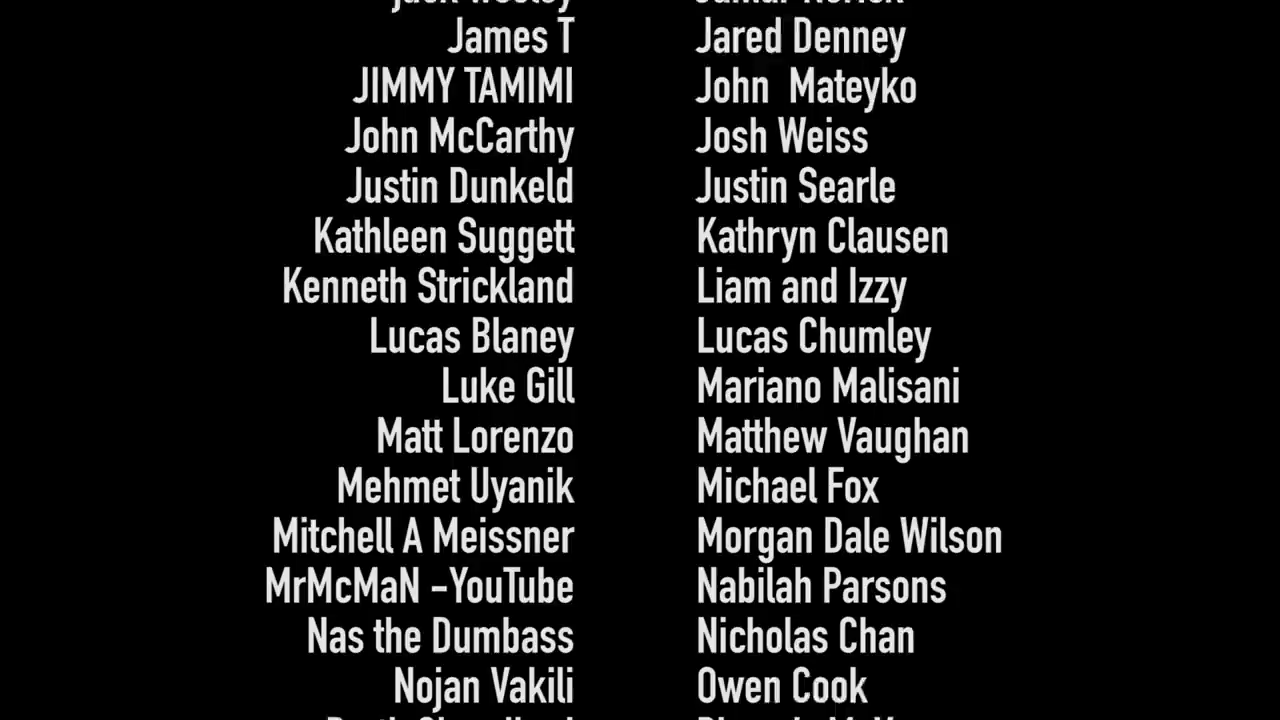 James T Jared Denney
JIMMY TAMIMI John  Mateyko
John McCarthy Josh Weiss
Justin Dunkeld Justin Searle
Kathleen Suggett Kathryn Clausen
Kenneth Strickland Liam and Izzy
Lucas Blaney Lucas Chumley
Luke Gill Mariano Malisani
Matt Lorenzo Matthew Vaughan
Mehmet Uyanik Michael Fox
Mitchell A Meissner Morgan Dale Wilson
MrMcMaN -YouTube Nabilah Parsons
Nas the Dumbass Nicholas Chan
Nojan Vakili Owen Cook